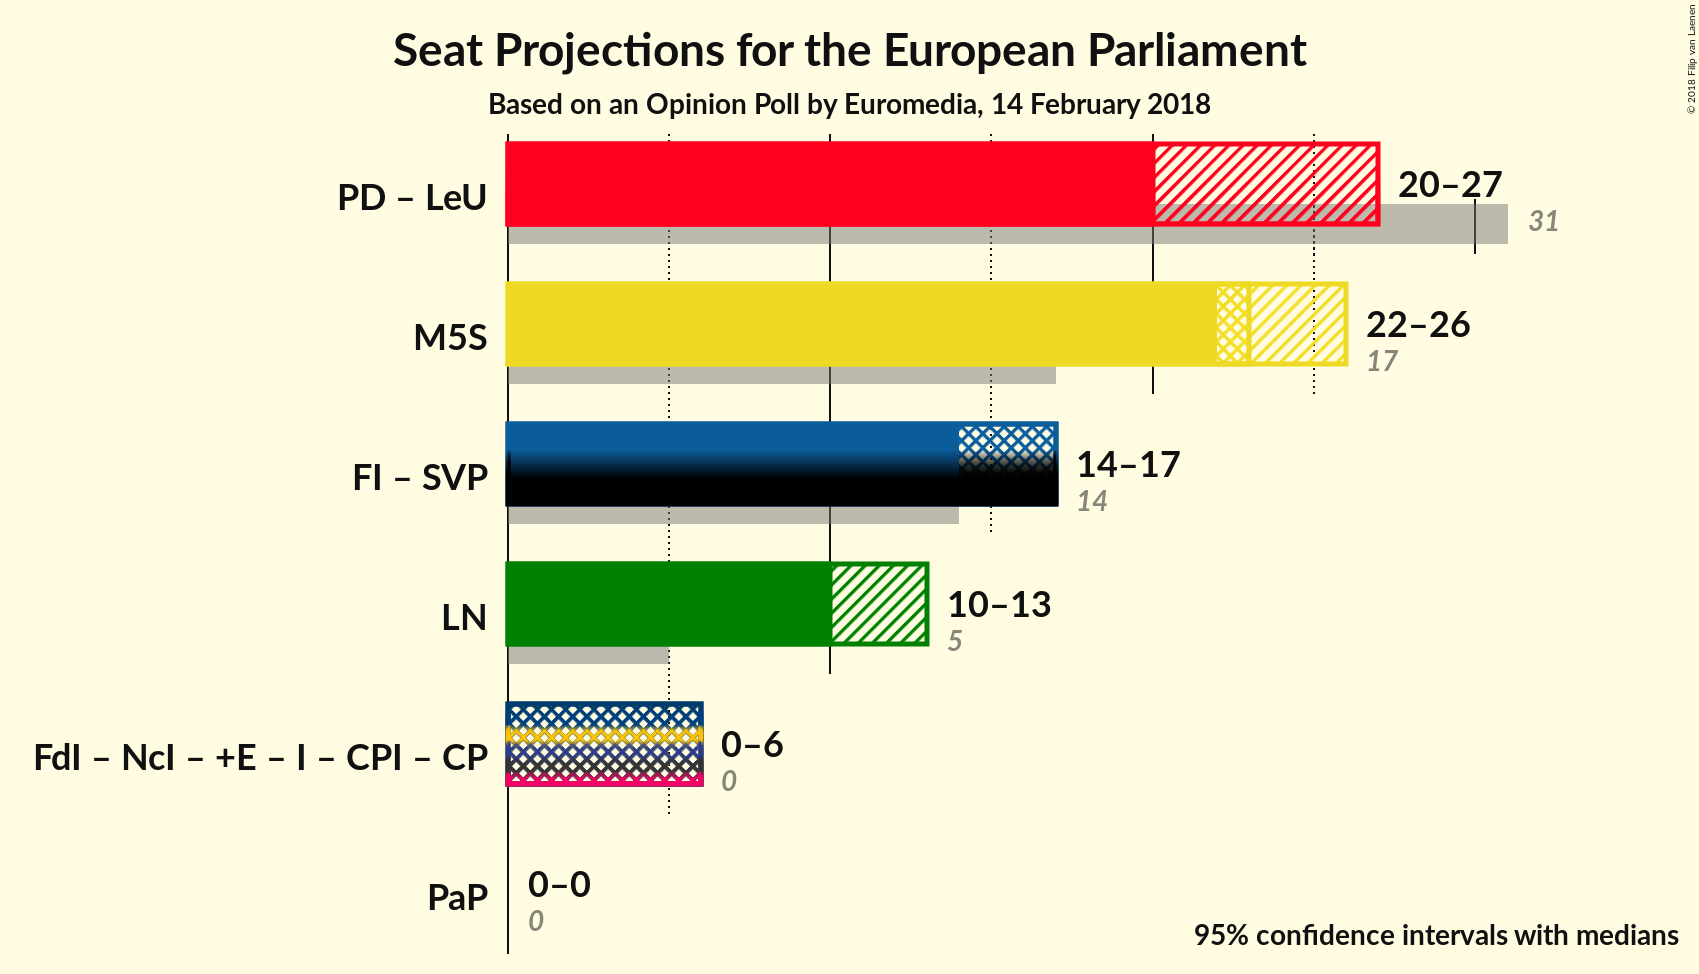 Seat Projections for the European Parliament
Based on an Opinion Poll by Euromedia, 14 February 2018
© 2018 Filip van Laenen
PD – LeU
20–27
31
M5S
22–26
17
FI – SVP
14–17
14
LN
10–13
5
FdI – NcI – +E – I – CPI – CP
0–6
0
PaP
0–0
0
95% confidence intervals with medians